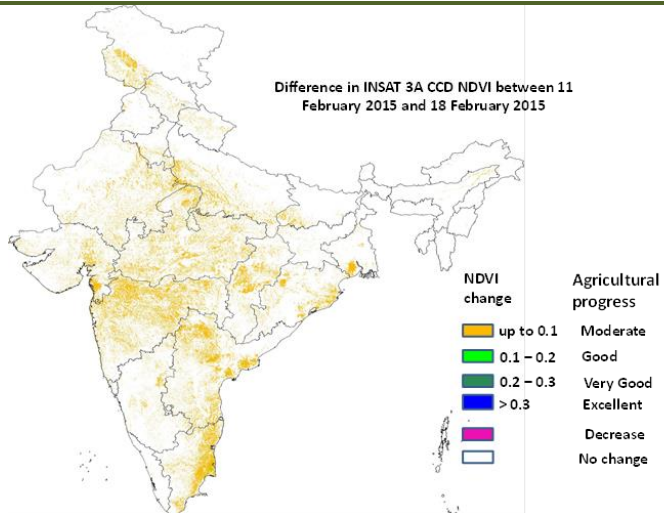 Difference in INSAT 3A CCD NDVI between 11
February 2015 and 18 February 2015
NDVI
change
Agricultural
progress
up to 0.1 Moderate
0.1 – 0.2 Good
0.2 – 0.3 Very Good
> 0.3 Excellent
Decrease
No change